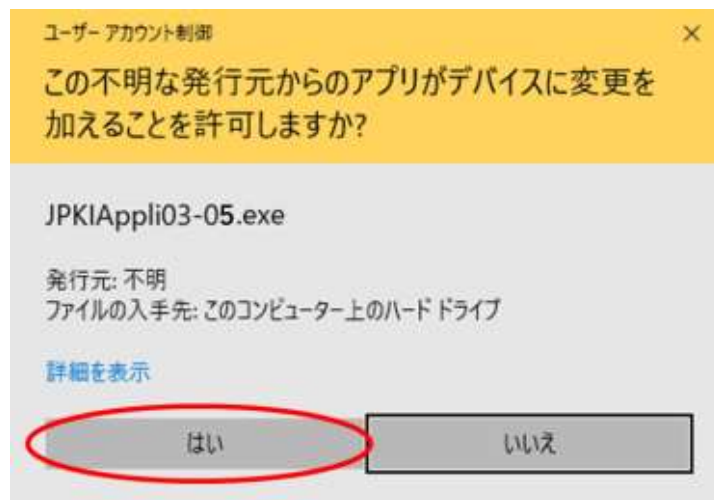 ユーザー アカウント制御
この不明な発行元からのアプリがデバイスに変更を
加えることを許可しますか?
JPKIAppli03-05.exe
発行元: 不明
ファイルの入手先: このコンピューター上のハード ドライブ
詳細を表示
はい
いいえ